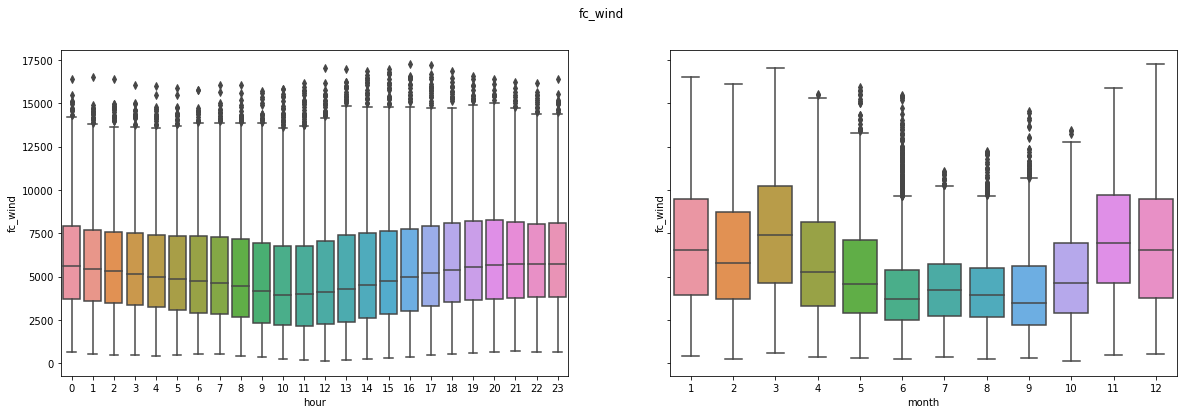 fc_wind
fc_wind
17500
15000
12500
10000
7500
5000
2500
0
0 1 2 3 4 5 6 7 8 9 10 11 12 13 14 15 16 17 18 19 20 21 22 23
hour
fc_wind
1 2 3 4 5 6 7 8 9 10 11 12
month